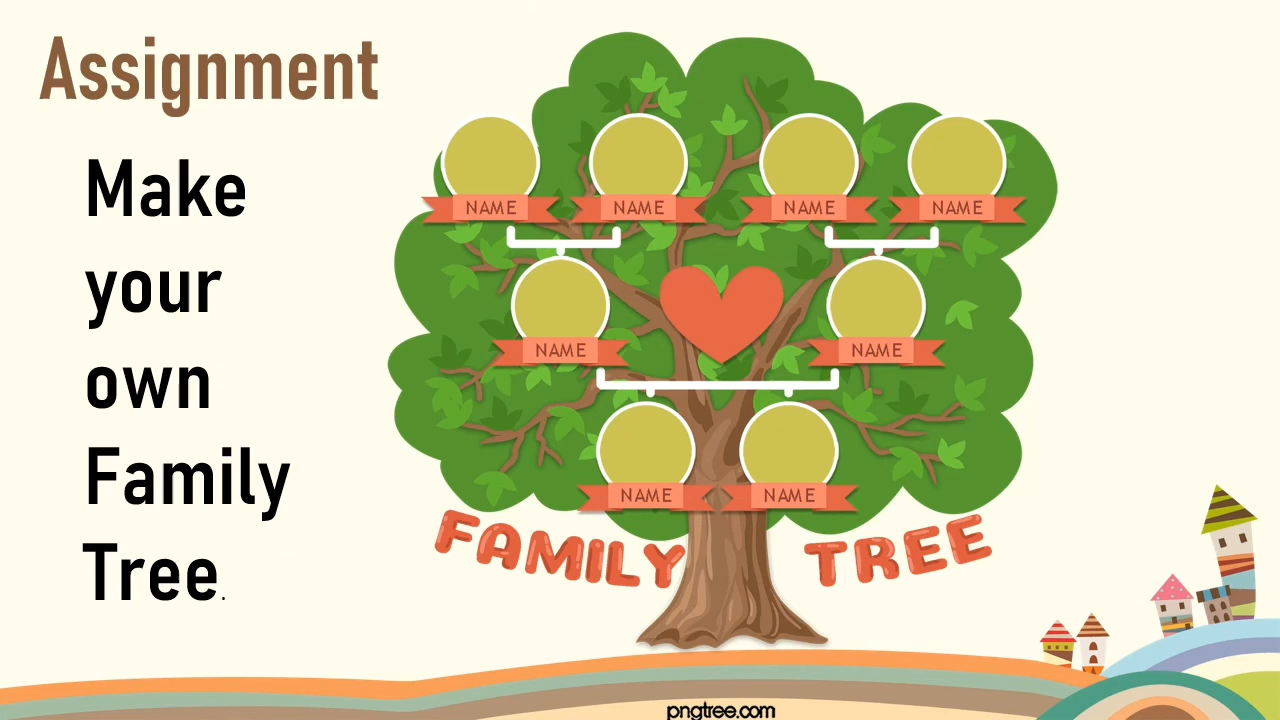 Assignment
Make
your
own
Family
Tree.
NAME NAME NAME NAME
NAME NAME
NAME NAME
FAMILY TREE
pngtree.com